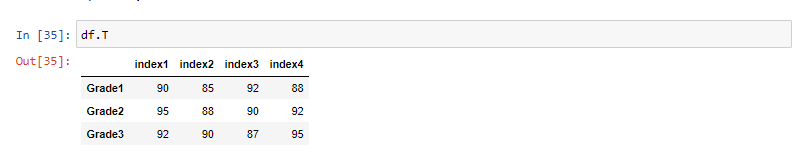 In [35]: df.T
Out[35]:
index1 index2 index3 index4
Grade1 90 85 92 88
Grade2 95 88 90 92
Grade3 92 90 87 95